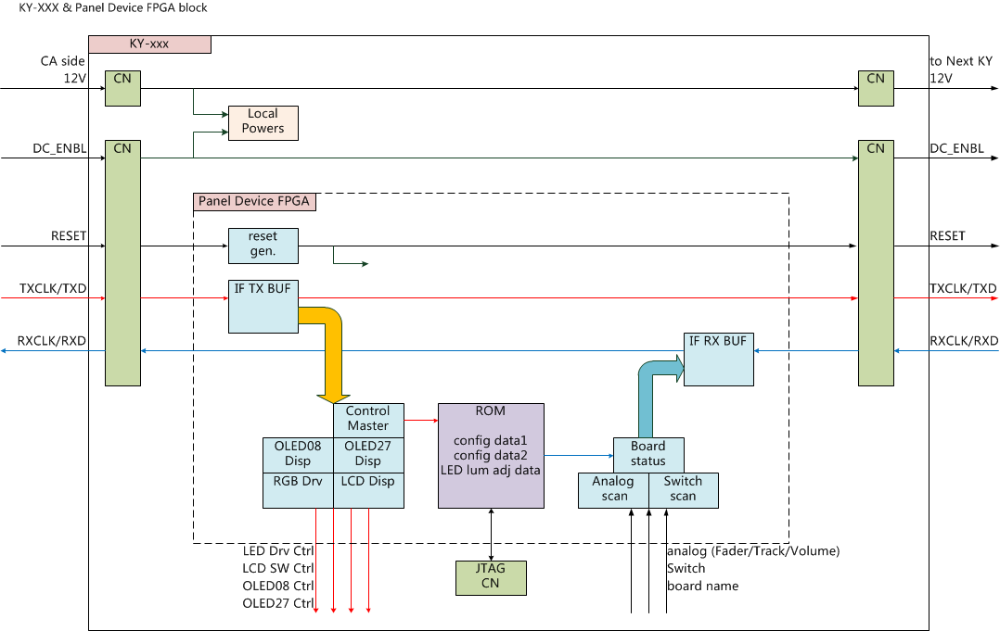 KY-XXX & Panel Device FPGA block
KY-xxx
CA side
12V
CN
CN
to Next KY
12V
Local
Powers
DC_ENBL
CN
CN
DC_ENBL
Panel Device FPGA
RESET
reset
gen.
RESET
TXCLK/TXD
IF TX BUF
TXCLK/TXD
RXCLK/RXD
IF RX BUF
RXCLK/RXD
Control
Master
OLED08
Disp
OLED27
Disp
RGB Drv
LCD Disp
ROM
config data1
config data2
LED lum adj data
Board
status
Analog
scan
Switch
scan
LED Drv Ctrl
LCD SW Ctrl
OLED08 Ctrl
OLED27 Ctrl
JTAG
CN
analog (Fader/Track/Volume)
Switch
board name